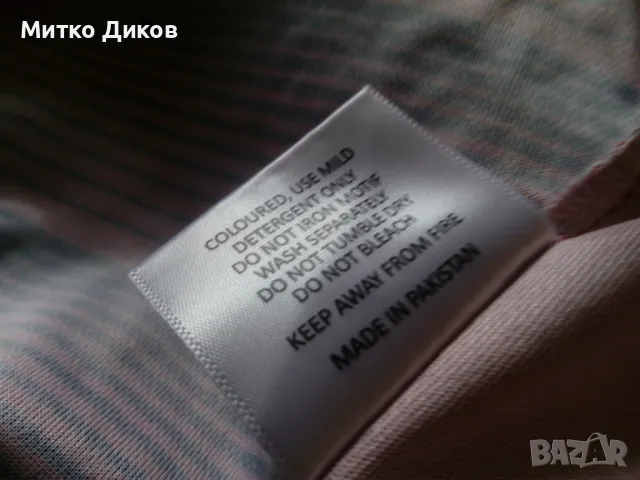 Митко Диков
COLOURED, USE MILD
DETERGENT ONLY
DO NOT IRON MOTIF
WASH SEPARATELY
DO NOT TUMBLE DRY
DO NOT BLEACH
KEEP AWAY FROM FIRE
MADE IN PAKISTAN
BAZAR